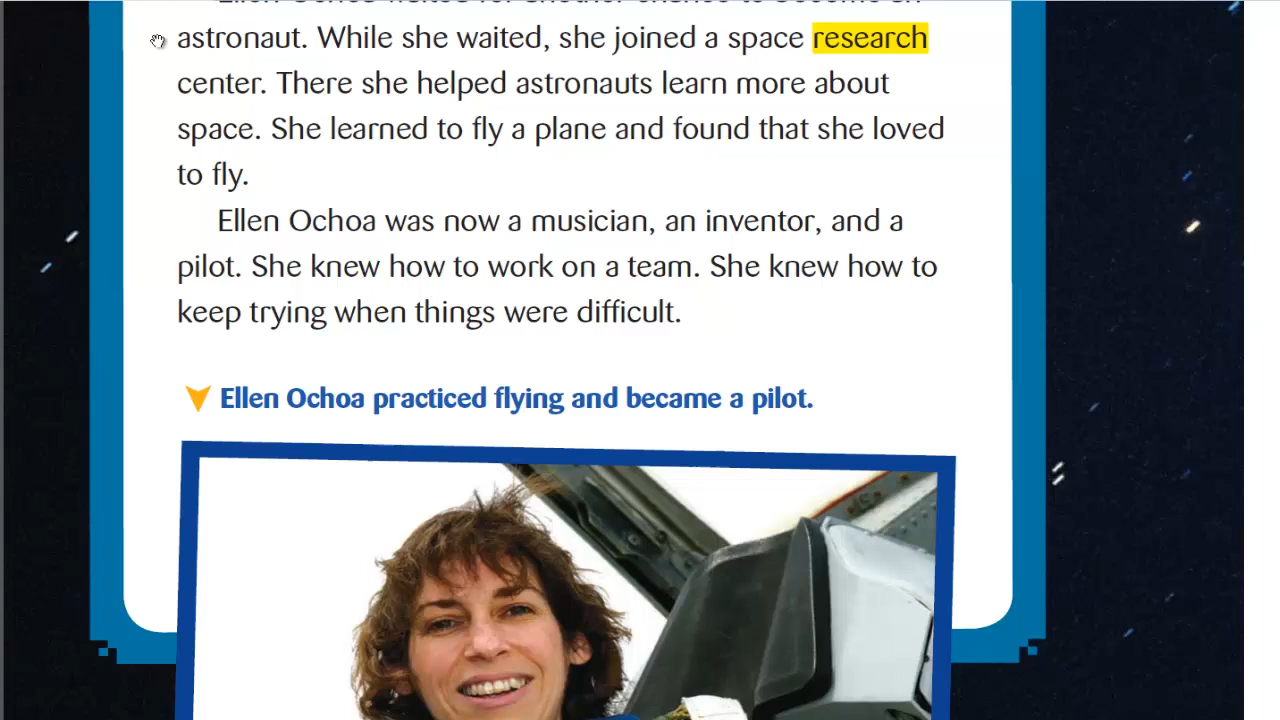 astronaut. While she waited, she joined a space research
center. There she helped astronauts learn more about
space. She learned to fly a plane and found that she loved
to fly.
Ellen Ochoa was now a musician, an inventor, and a
pilot. She knew how to work on a team. She knew how to
keep trying when things were difficult.
Ellen Ochoa practiced flying and became a pilot.